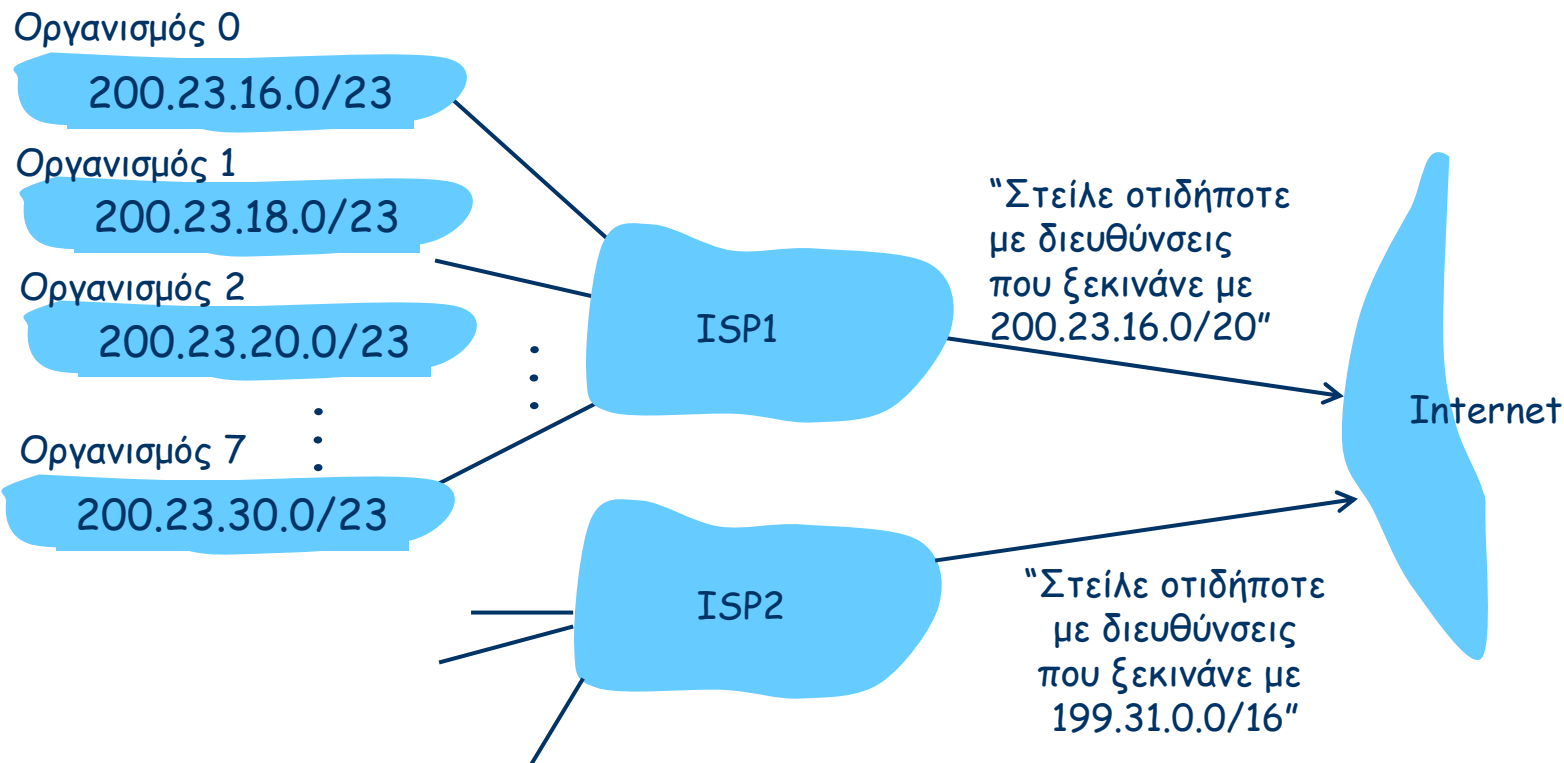 Οργανισμός 0
200.23.16.0/23
Οργανισμός 1
200.23.18.0/23
Οργανισμός 2
200.23.20.0/23
Οργανισμός 7
200.23.30.0/23
ISP1
“Στείλε οτιδήποτε
με διευθύνσεις
που ξεκινάνε με
200.23.16.0/20”
Internet
ISP2
“Στείλε οτιδήποτε
με διευθύνσεις
που ξεκινάνε με
199.31.0.0/16”